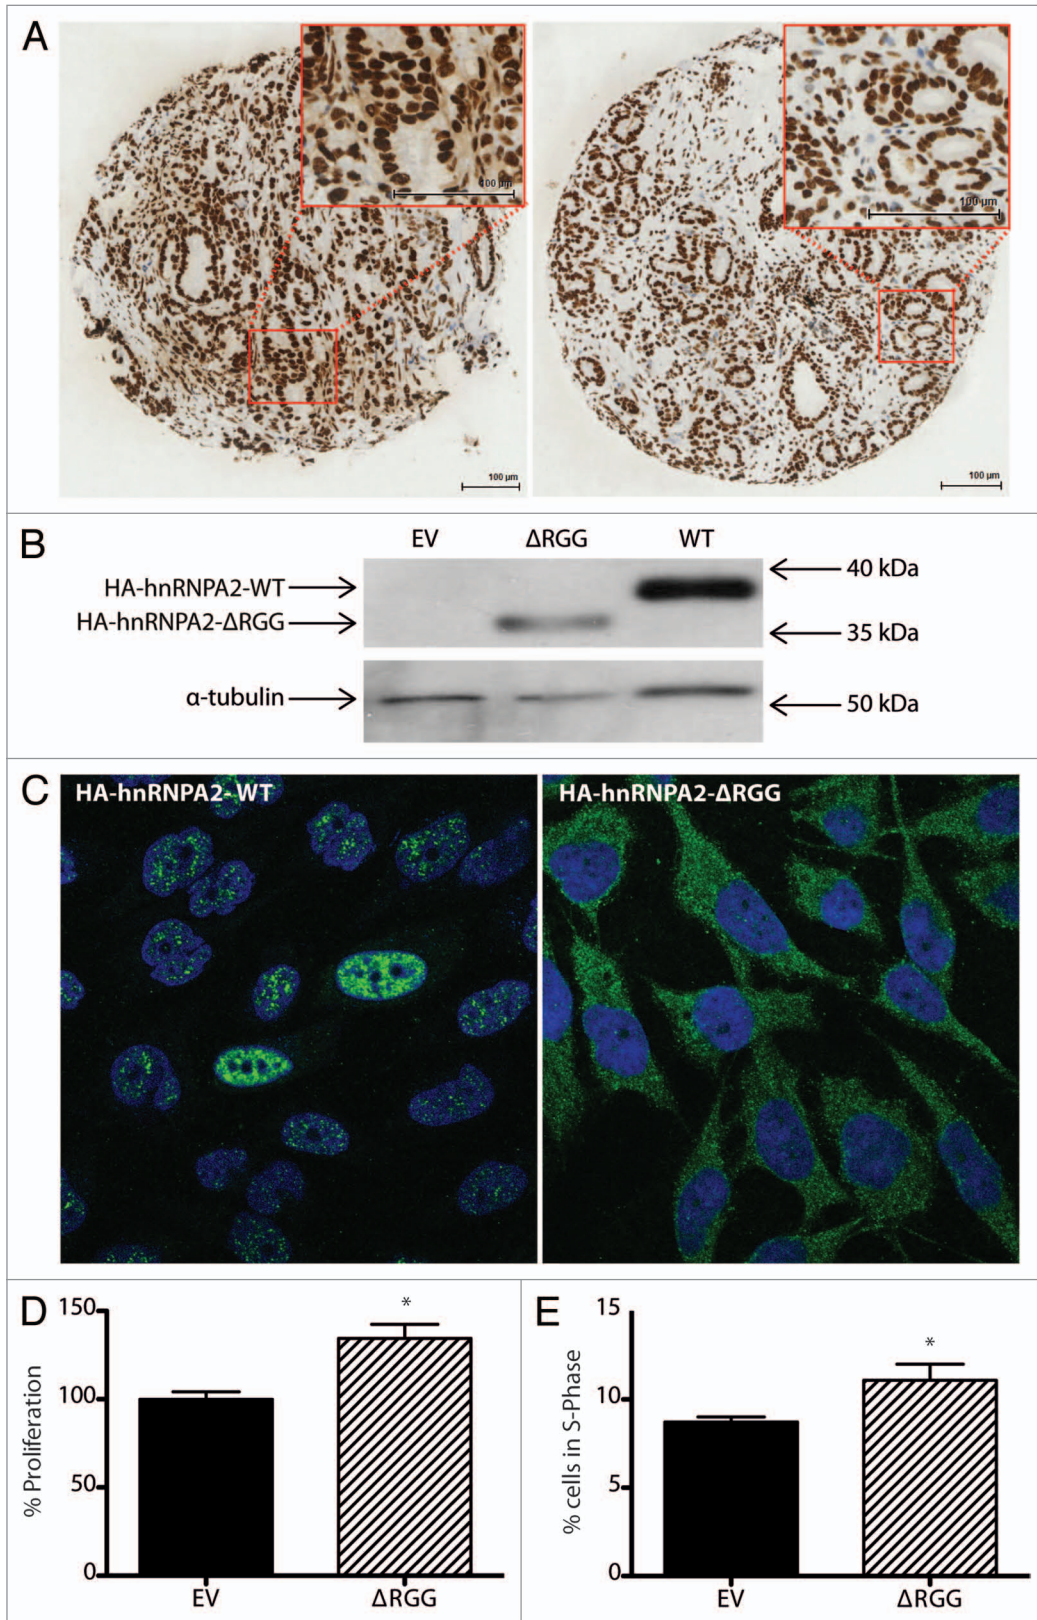 A
100 µm
100 µm
100 µm
100 µm
B
EV ΔRGG WT
HA-hnRNPA2-WT
HA-hnRNPA2-ΔRGG
40 kDa
35 kDa
α-tubulin
50 kDa
C
HA-hnRNPA2-WT
HA-hnRNPA2-ΔRGG
D
% Proliferation
150
100
50
0
*
EV ΔRGG
E
% cells in S-Phase
15
10
5
0
*
EV ΔRGG